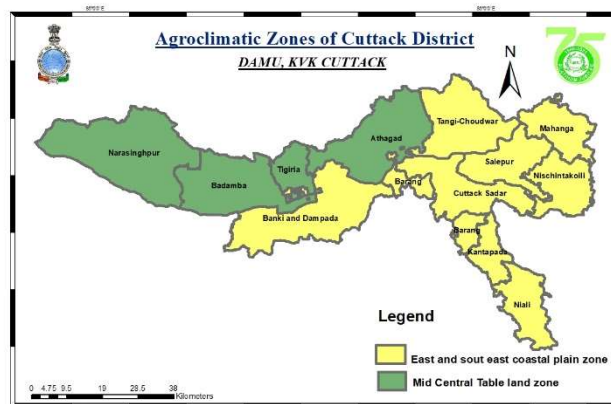 Agroclimatic Zones of Cuttack District
DAMU, KVK CUTTACK
N
75
Narasinghpur
Badamba
Tigiria
Athagad
Tangi-Choudwar
Mahanga
Salepur
Nischintakoili
Barang
Cuttack Sadar
Banki and Dampada
Barang
Kantapada
Niali
Legend
East and sout east coastal plain zone
Mid Central Table land zone
0 4.75 9.5 19 28.5 38
Kilometers